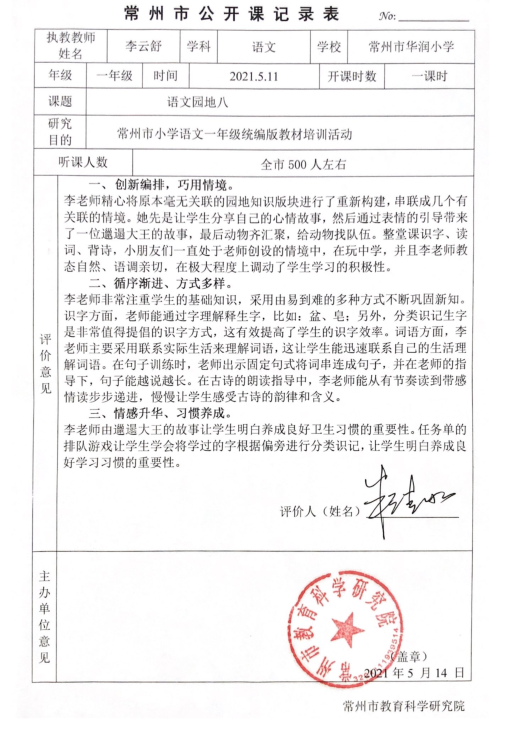 常州市公开课记录表 No:
执教教师姓名 李云舒 学科 语文 学校 常州市华润小学
年级 一年级 时间 2021.5.11 开课时数 一课时
课题 语文园地八
研究目的 常州市小学语文一年级统编版教材培训活动
听课人数 全市 500 人左右
评价意见
一、创新编排，巧用情境。
李老师精心将原本毫无关联的园地知识版块进行了重新构建，串联成几个有
关联的情境。她先是让学生分享自己的心情故事，然后通过表情的引导带来
了一位邋遢大王的故事，最后动物齐汇聚，给动物找队伍。整堂课识字、读
词、背诗，小朋友们一直处于老师创设的情境中，在玩中学，并且李老师教
态自然、语调亲切，在极大程度上调动了学生学习的积极性。
二、循序渐进、方式多样。
李老师非常注重学生的基础知识，采用由易到难的多种方式不断巩固新知。
识字方面，老师能通过字理解释生字，比如：盆、皂；另外，分类识记生字
是非常值得提倡的识字方式，这有效提高了学生的识字效率。词语方面，李
老师主要采用联系实际生活来理解词语，这让学生能迅速联系自己的生活理
解词语。在句子训练时，老师出示固定句式将词串连成句子，并在老师的指
导下，句子能越说越长。在古诗的朗读指导中，李老师能从有节奏读到带感
情读步步递进，慢慢让学生感受古诗的韵律和含义。
三、情感升华、习惯养成。
李老师由邋遢大王的故事让学生明白养成良好卫生习惯的重要性。任务单的
排队游戏让学生学会将学过的字根据偏旁进行分类识记，让学生明白养成良
好学习习惯的重要性。
评价人（姓名）
主办单位意见
常州市教育科学研究院
（盖章）
2021 年 5 月 14 日
常州市教育科学研究院